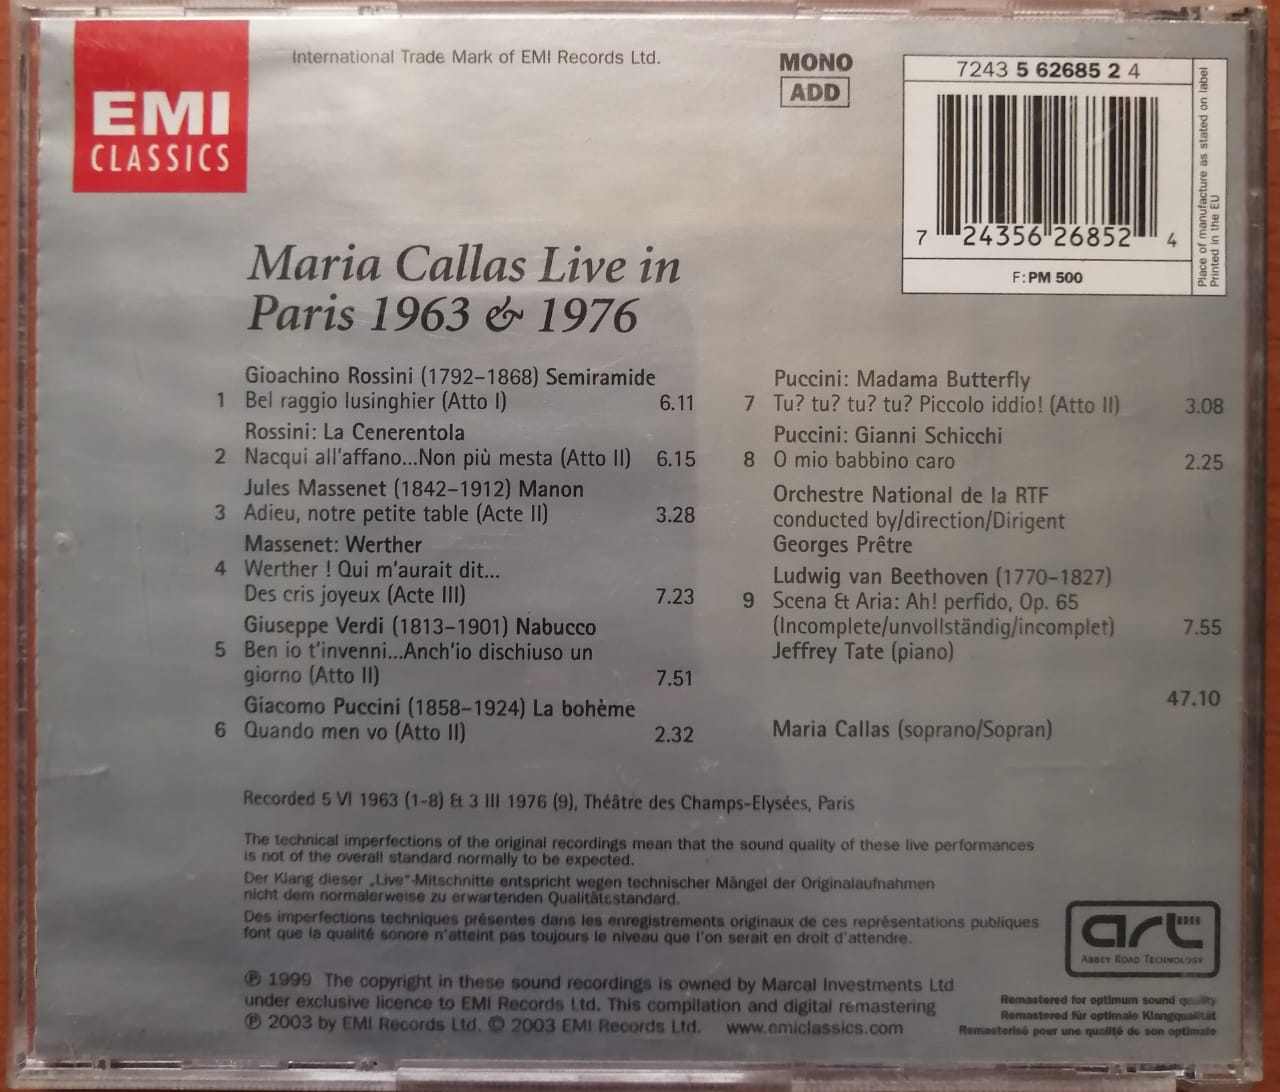 EMI
CLASSICS
International Trade Mark of EMI Records Ltd.
MONO
ADD
7243 5 62685 2 4
7 24356 26852 4
F: PM 500
Place of manufacture as stated on label
Printed in the EU
Maria Callas Live in
Paris 1963 & 1976
Gioachino Rossini (1792–1868) Semiramide
1 Bel raggio lusinghier (Atto I) 6.11
Rossini: La Cenerentola
2 Nacqui all'affano...Non più mesta (Atto II) 6.15
Jules Massenet (1842–1912) Manon
3 Adieu, notre petite table (Acte II) 3.28
Massenet: Werther
4 Werther ! Qui m'aurait dit...
Des cris joyeux (Acte III) 7.23
Giuseppe Verdi (1813–1901) Nabucco
5 Ben io t'invenni...Anch'io dischiuso un
giorno (Atto II) 7.51
Giacomo Puccini (1858–1924) La bohème
6 Quando men vo (Atto II) 2.32
Puccini: Madama Butterfly
7 Tu? tu? tu? tu? Piccolo iddio! (Atto II) 3.08
Puccini: Gianni Schicchi
8 O mio babbino caro 2.25
Orchestre National de la RTF
conducted by/direction/Dirigent
Georges Prêtre
Ludwig van Beethoven (1770–1827)
9 Scena & Aria: Ah! perfido, Op. 65
(Incomplete/unvollständig/incomplet) 7.55
Jeffrey Tate (piano)
47.10
Maria Callas (soprano/Sopran)
Recorded 5 VI 1963 (1-8) & 3 III 1976 (9), Théâtre des Champs-Elysées, Paris
The technical imperfections of the original recordings mean that the sound quality of these live performances
is not of the overall standard normally to be expected.
Der Klang dieser „Live"-Mitschnitte entspricht wegen technischer Mängel der Originalaufnahmen
nicht dem normalerweise zu erwartenden Qualitätsstandard.
Des imperfections techniques présentes dans les enregistrements originaux de ces représentations publiques
font que la qualité sonore n'atteint pas toujours le niveau que l'on serait en droit d'attendre.
art
ABBEY ROAD TECHNOLOGY
℗ 1999 The copyright in these sound recordings is owned by Marcal Investments Ltd
under exclusive licence to EMI Records Ltd. This compilation and digital remastering
℗ 2003 by EMI Records Ltd. © 2003 EMI Records Ltd. www.emiclassics.com
Remastered for optimum sound quality
Remastered für optimale Klangqualität
Remasterisé pour une qualité de son optimale